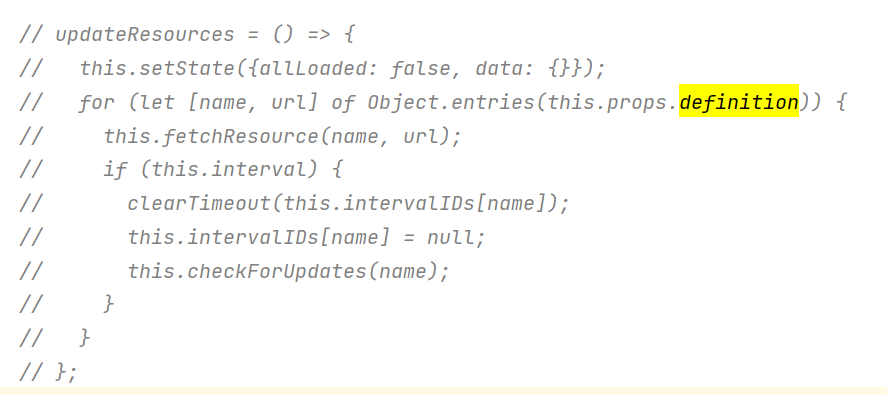 // updateResources = () => {
//   this.setState({allLoaded: false, data: {}});
//   for (let [name, url] of Object.entries(this.props.definition)) {
//     this.fetchResource(name, url);
//     if (this.interval) {
//       clearTimeout(this.intervalIDs[name]);
//       this.intervalIDs[name] = null;
//       this.checkForUpdates(name);
//     }
//   }
// };